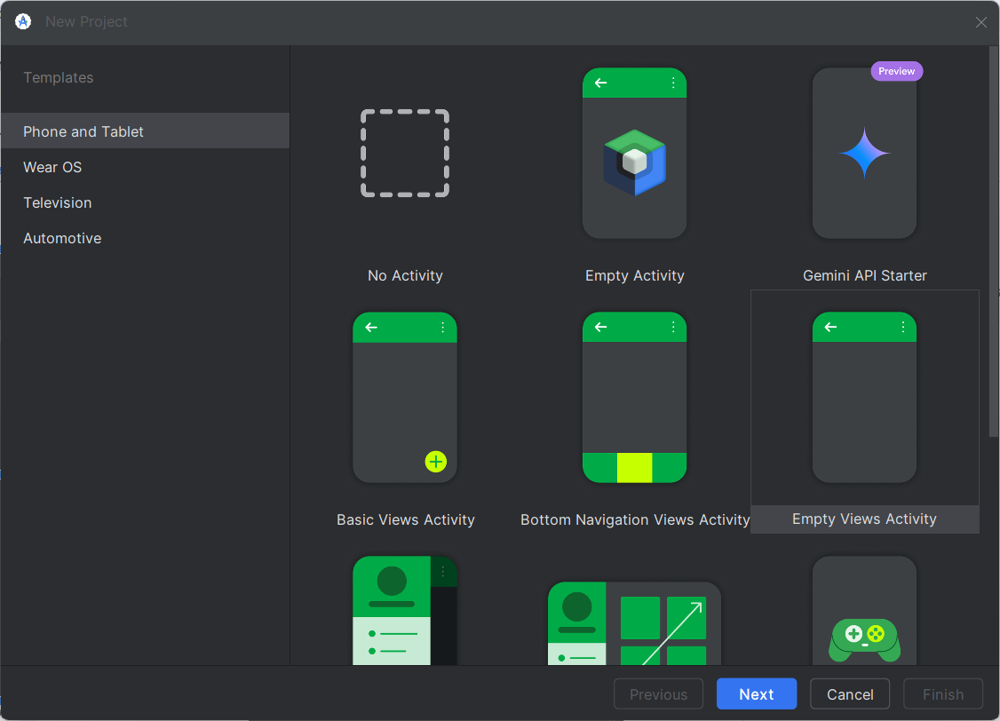 New Project
Templates
Phone and Tablet
Wear OS
Television
Automotive
Preview
No Activity
Empty Activity
Gemini API Starter
Basic Views Activity
Bottom Navigation Views Activity
Empty Views Activity
Previous
Next
Cancel
Finish